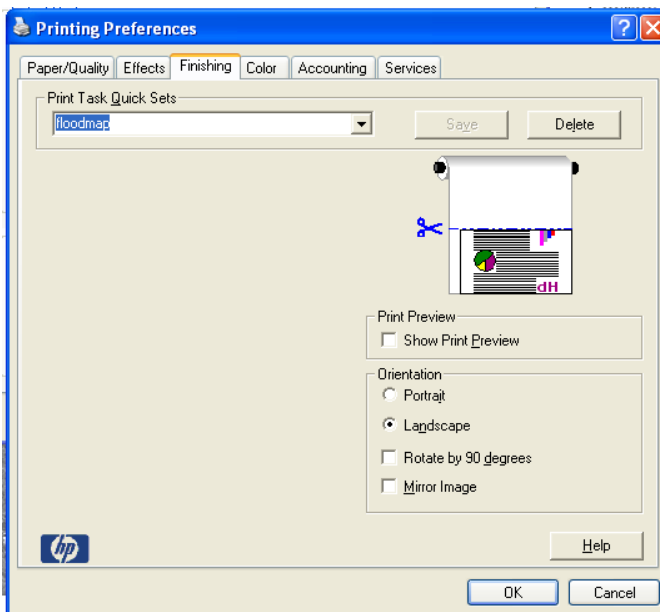 Printing Preferences
Paper/Quality Effects Finishing Color Accounting Services
Print Task Quick Sets
floodmap
Save Delete
Print Preview
Show Print Preview
Orientation
Portrait
Landscape
Rotate by 90 degrees
Mirror Image
hp
Help
OK Cancel